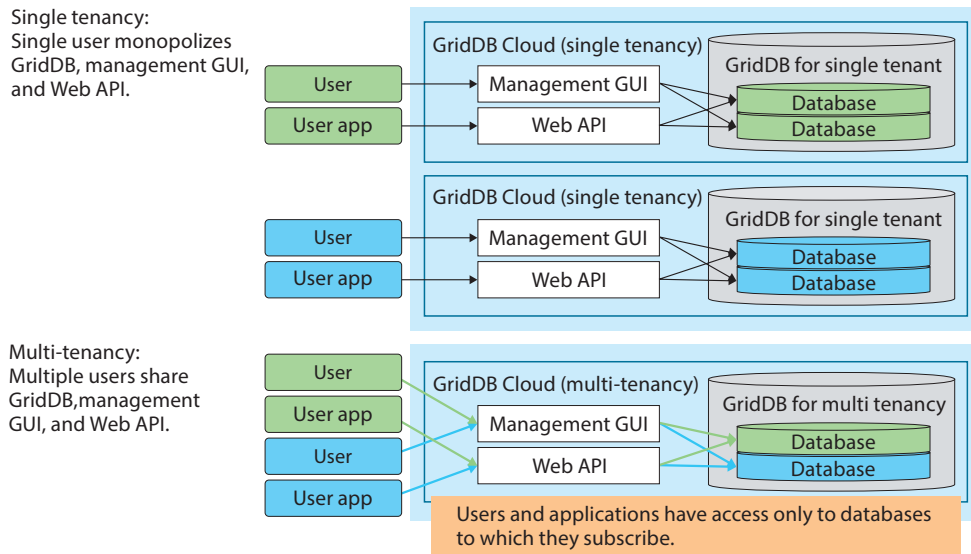 Single tenancy:
Single user monopolizes
GridDB, management GUI,
and Web API.
GridDB Cloud (single tenancy)
User
User app
Management GUI
Web API
GridDB for single tenant
Database
Database
GridDB Cloud (single tenancy)
User
User app
Management GUI
Web API
GridDB for single tenant
Database
Database
Multi-tenancy:
Multiple users share
GridDB,management
GUI, and Web API.
User
User app
User
User app
GridDB Cloud (multi-tenancy)
Management GUI
Web API
GridDB for multi tenancy
Database
Database
Users and applications have access only to databases
to which they subscribe.